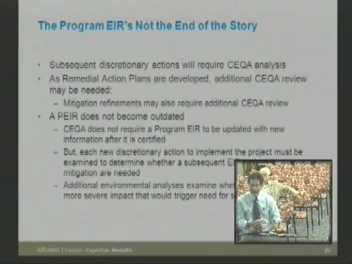 The Program EIR's Not the End of the Story
• Subsequent discretionary actions will require CEQA analysis
• As Remedial Action Plans are developed, additional CEQA review
may be needed:
– Mitigation refinements may also require additional CEQA review
• A PEIR does not become outdated
– CEQA does not require a Program EIR to be updated with new
information after it is certified
– But, each new discretionary action to implement the project must be
examined to determine whether a subsequent
mitigation are needed
– Additional environmental analyses examine
more severe impact that would trigger need for
icfi.com |